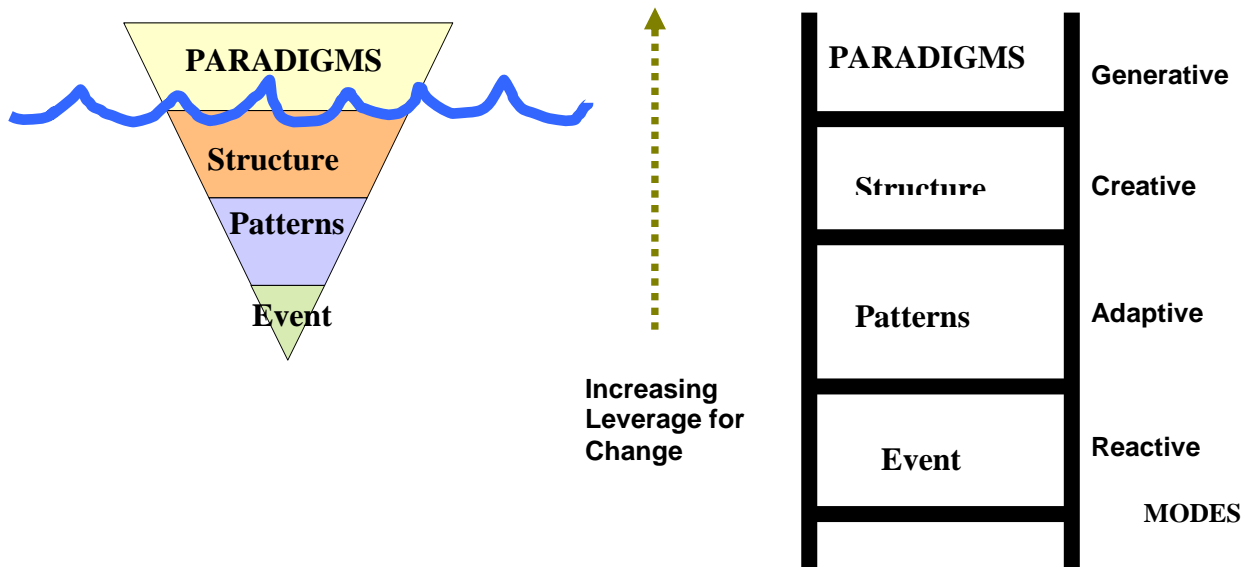 PARADIGMS
Structure
Patterns
Event
Increasing
Leverage for
Change
PARADIGMS
Generative
Structure
Creative
Patterns
Adaptive
Event
Reactive
MODES